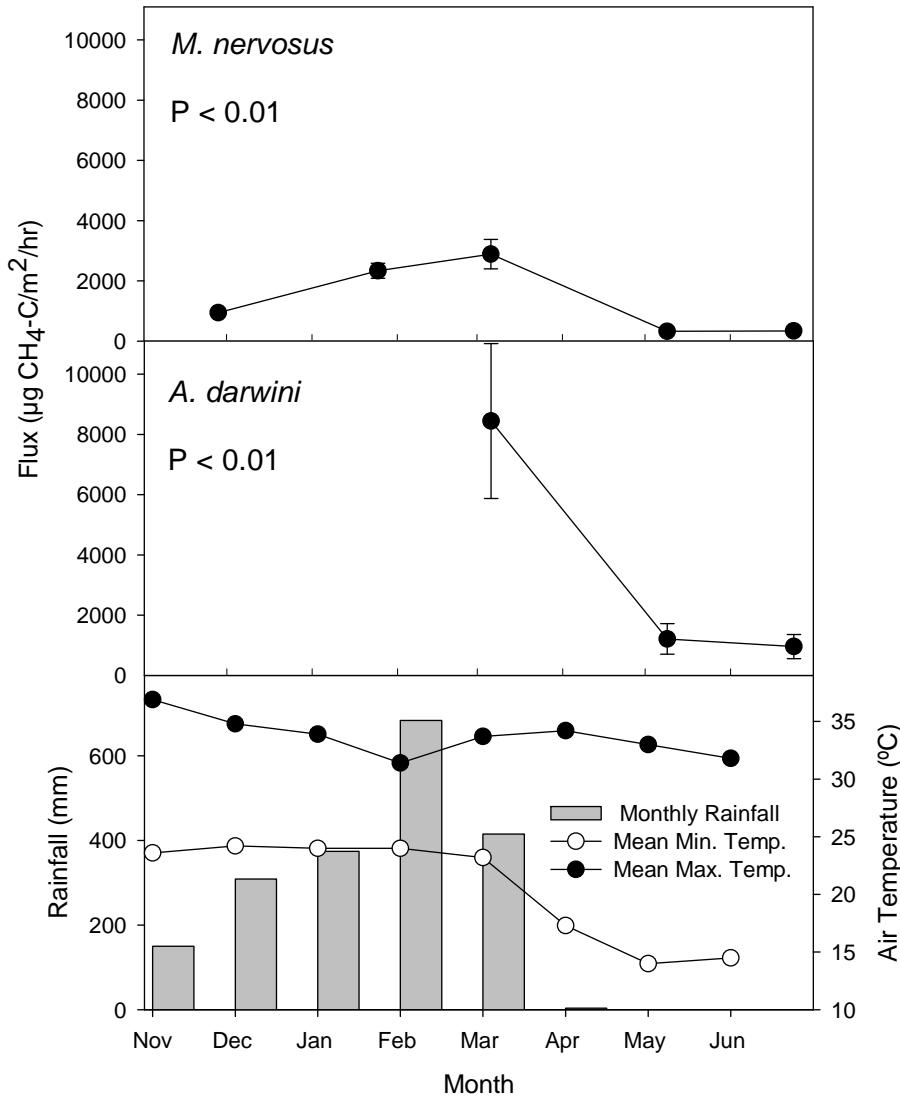 10000
8000
6000
4000
2000
0
M. nervosus
P < 0.01
Flux (µg CH4-C/m²/hr)
10000
8000
6000
4000
2000
0
A. darwini
P < 0.01
600
400
200
0
Rainfall (mm)
35
30
25
20
15
10
Air Temperature (ºC)
Monthly Rainfall
Mean Min. Temp.
Mean Max. Temp.
Nov Dec Jan Feb Mar Apr May Jun
Month